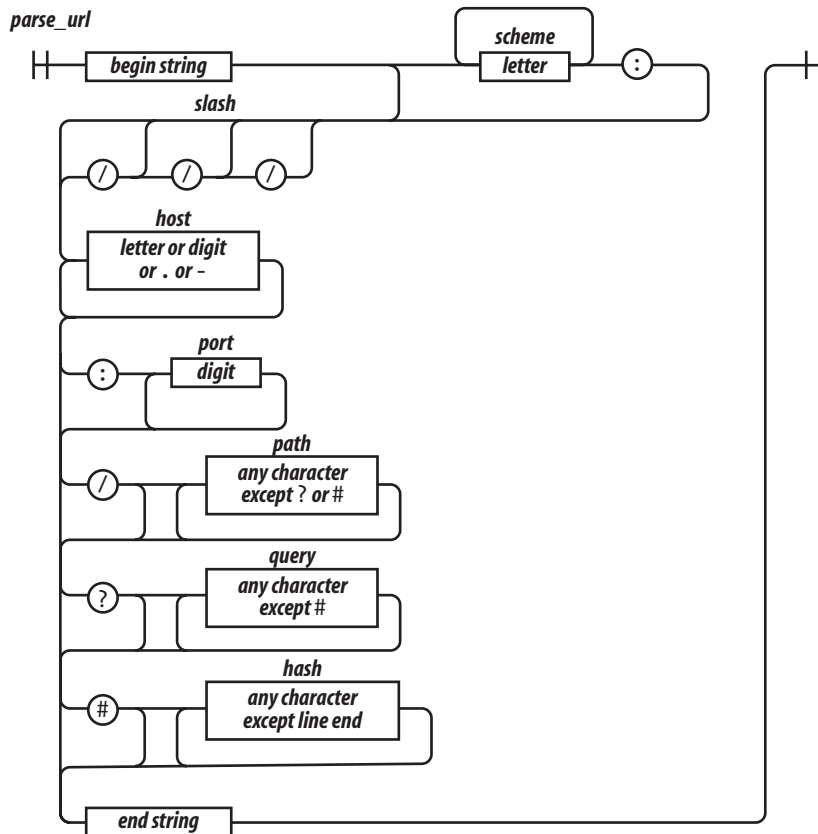 parse_url
scheme
begin string
letter
:
slash
/
/
/
host
letter or digit
or . or -
port
:
digit
path
/
any character
except ? or #
query
?
any character
except #
hash
#
any character
except line end
end string